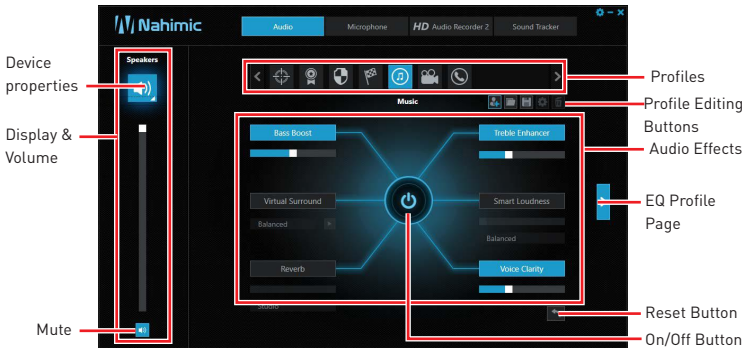 Nahimic
Audio
Microphone
HD Audio Recorder 2
Sound Tracker
Speakers
Device
properties
Display &
Volume
Mute
Music
Bass Boost
Treble Enhancer
Virtual Surround
Balanced
Smart Loudness
Balanced
Reverb
Studio
Voice Clarity
Profiles
Profile Editing
Buttons
Audio Effects
EQ Profile
Page
Reset Button
On/Off Button